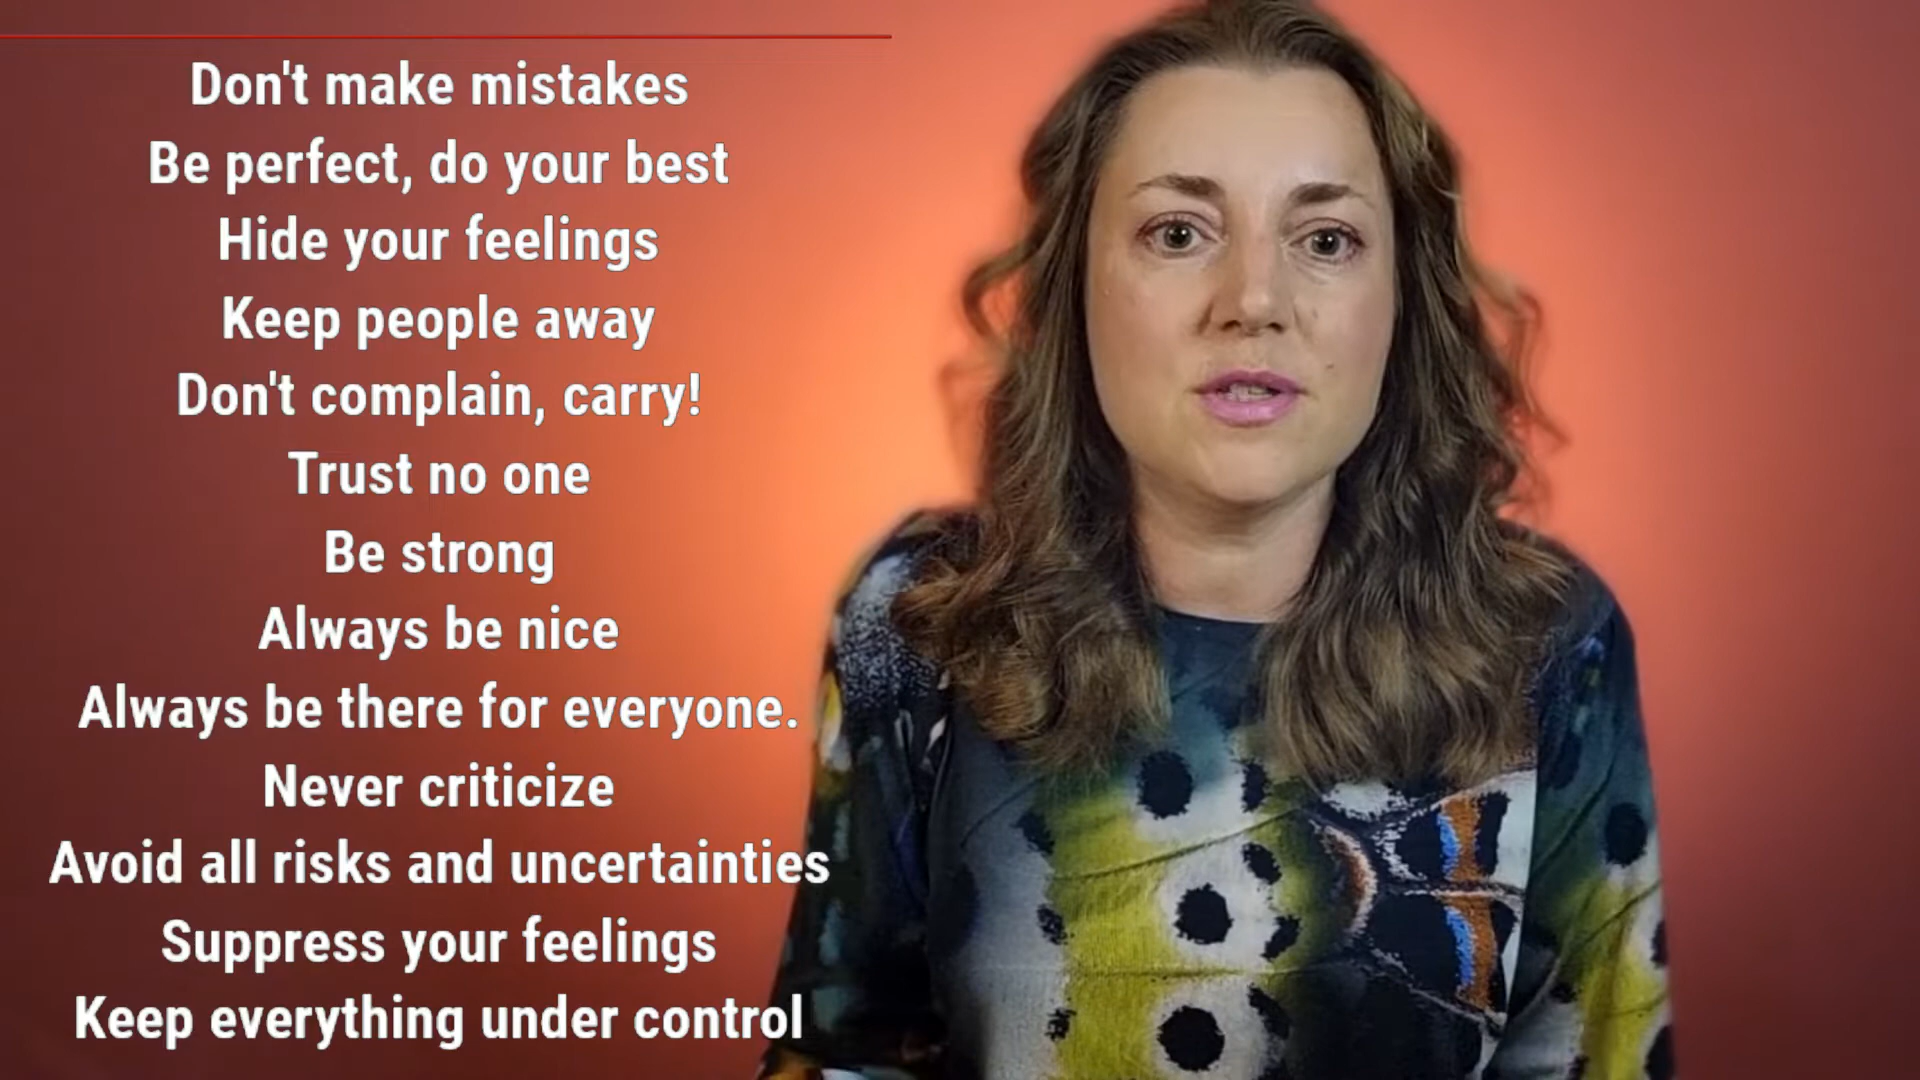 Don't make mistakes
Be perfect, do your best
Hide your feelings
Keep people away
Don't complain, carry!
Trust no one
Be strong
Always be nice
Always be there for everyone.
Never criticize
Avoid all risks and uncertainties
Suppress your feelings
Keep everything under control